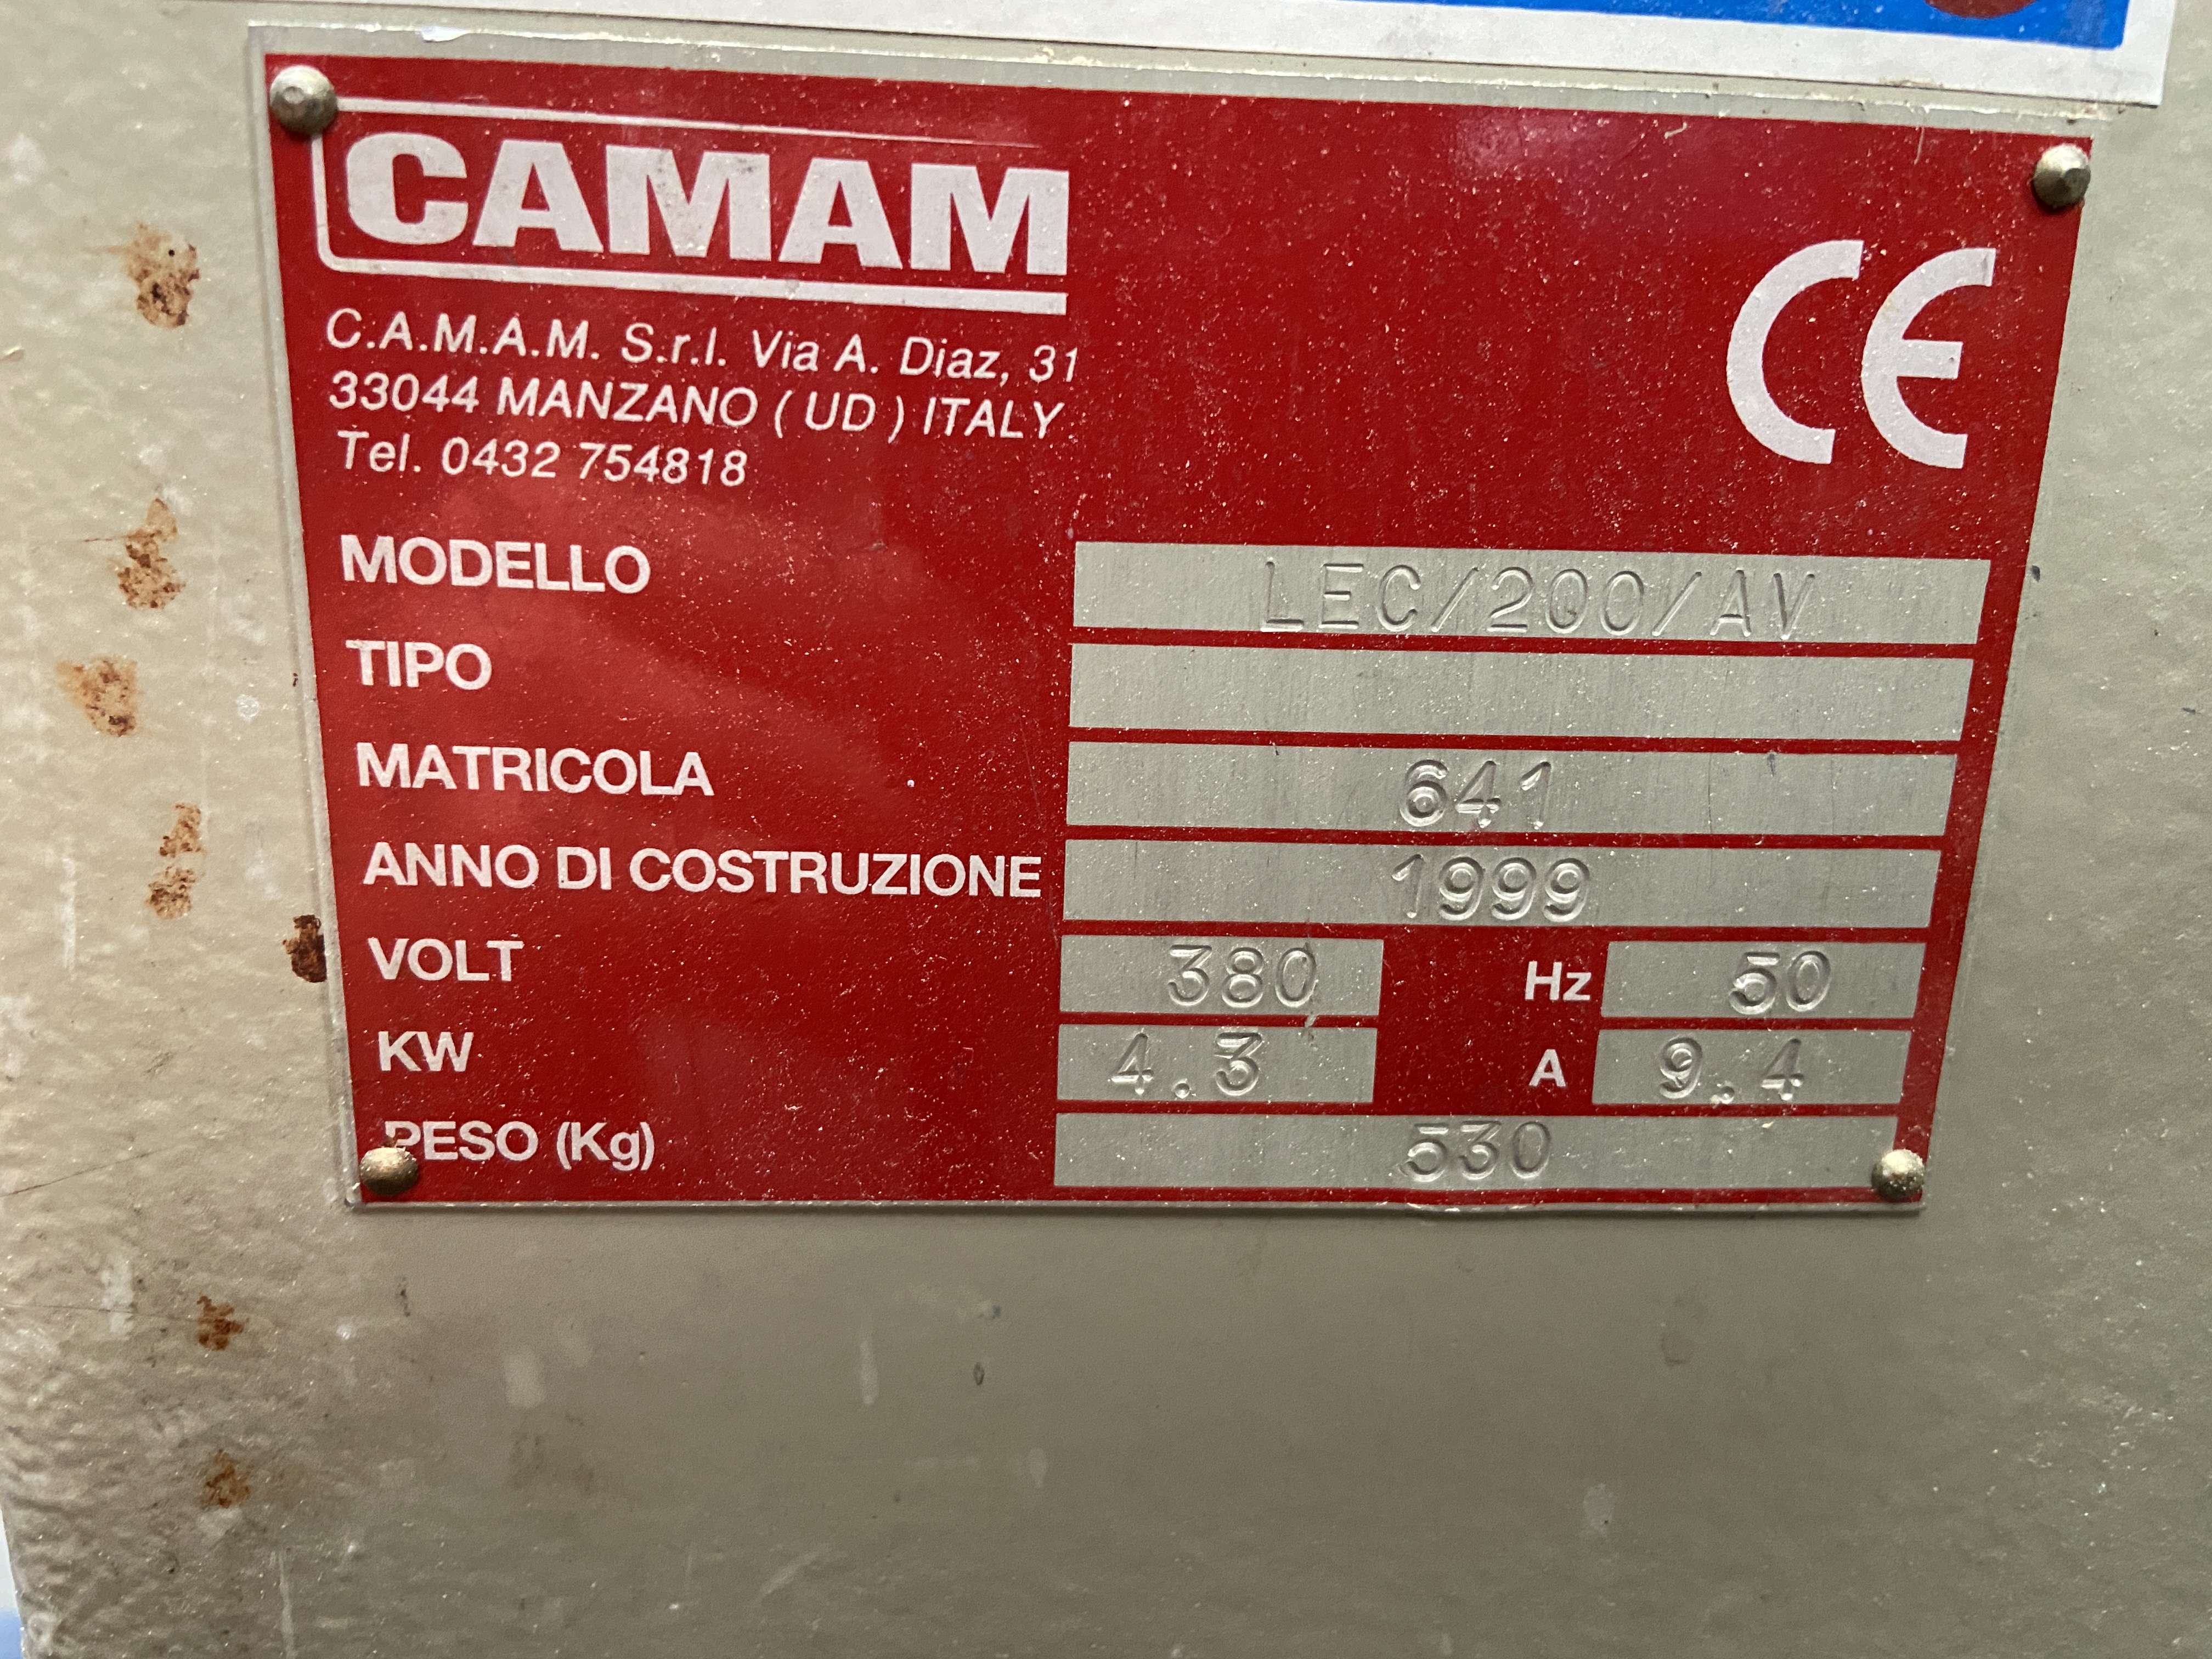 CAMAM
CE
C.A.M.A.M. S.r.l. Via A. Diaz, 31
33044 MANZANO ( UD ) ITALY
Tel. 0432 754818
MODELLO LEC/200/AV
TIPO
MATRICOLA 641
ANNO DI COSTRUZIONE 1999
VOLT 380 Hz 50
KW 4.3 A 9.4
PESO (Kg) 530